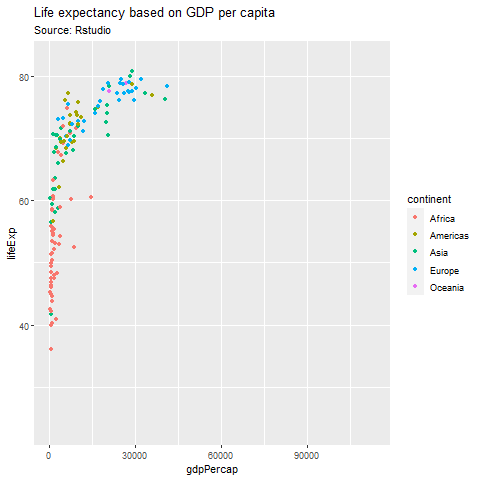 Life expectancy based on GDP per capita
Source: Rstudio
80
60
40
lifeExp
0 30000 60000 90000
gdpPercap
continent
Africa
Americas
Asia
Europe
Oceania